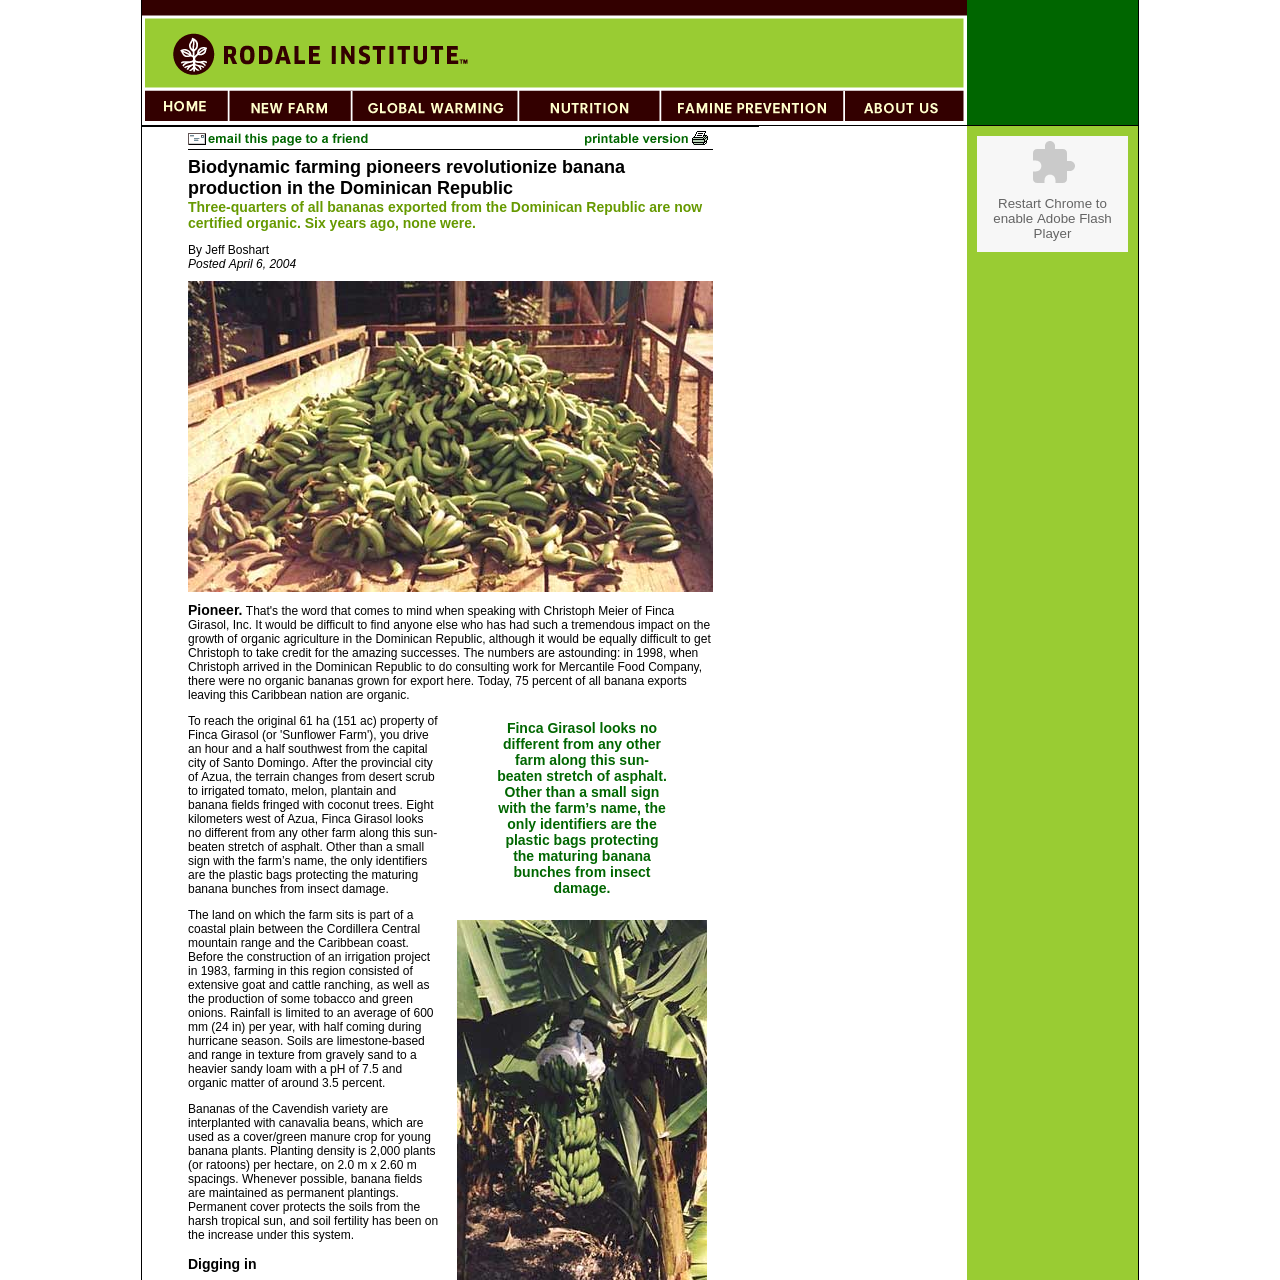 RODALE INSTITUTE™
HOME
NEW FARM
GLOBAL WARMING
NUTRITION
FAMINE PREVENTION
ABOUT US
email this page to a friend
printable version
Restart Chrome to
enable Adobe Flash
Player
Biodynamic farming pioneers revolutionize banana
production in the Dominican Republic
Three-quarters of all bananas exported from the Dominican Republic are now
certified organic. Six years ago, none were.
By Jeff Boshart
Posted April 6, 2004
Pioneer. That's the word that comes to mind when speaking with Christoph Meier of Finca
Girasol, Inc. It would be difficult to find anyone else who has had such a tremendous impact on the
growth of organic agriculture in the Dominican Republic, although it would be equally difficult to get
Christoph to take credit for the amazing successes. The numbers are astounding: in 1998, when
Christoph arrived in the Dominican Republic to do consulting work for Mercantile Food Company,
there were no organic bananas grown for export here. Today, 75 percent of all banana exports
leaving this Caribbean nation are organic.
To reach the original 61 ha (151 ac) property of
Finca Girasol (or 'Sunflower Farm'), you drive
an hour and a half southwest from the capital
city of Santo Domingo. After the provincial city
of Azua, the terrain changes from desert scrub
to irrigated tomato, melon, plantain and
banana fields fringed with coconut trees. Eight
kilometers west of Azua, Finca Girasol looks
no different from any other farm along this sun-
beaten stretch of asphalt. Other than a small
sign with the farm’s name, the only identifiers
are the plastic bags protecting the maturing
banana bunches from insect damage.
Finca Girasol looks no
different from any other
farm along this sun-
beaten stretch of asphalt.
Other than a small sign
with the farm’s name, the
only identifiers are the
plastic bags protecting
the maturing banana
bunches from insect
damage.
The land on which the farm sits is part of a
coastal plain between the Cordillera Central
mountain range and the Caribbean coast.
Before the construction of an irrigation project
in 1983, farming in this region consisted of
extensive goat and cattle ranching, as well as
the production of some tobacco and green
onions. Rainfall is limited to an average of 600
mm (24 in) per year, with half coming during
hurricane season. Soils are limestone-based
and range in texture from gravely sand to a
heavier sandy loam with a pH of 7.5 and
organic matter of around 3.5 percent.
Bananas of the Cavendish variety are
interplanted with canavalia beans, which are
used as a cover/green manure crop for young
banana plants. Planting density is 2,000 plants
(or ratoons) per hectare, on 2.0 m x 2.60 m
spacings. Whenever possible, banana fields
are maintained as permanent plantings.
Permanent cover protects the soils from the
harsh tropical sun, and soil fertility has been on
the increase under this system.
Digging in